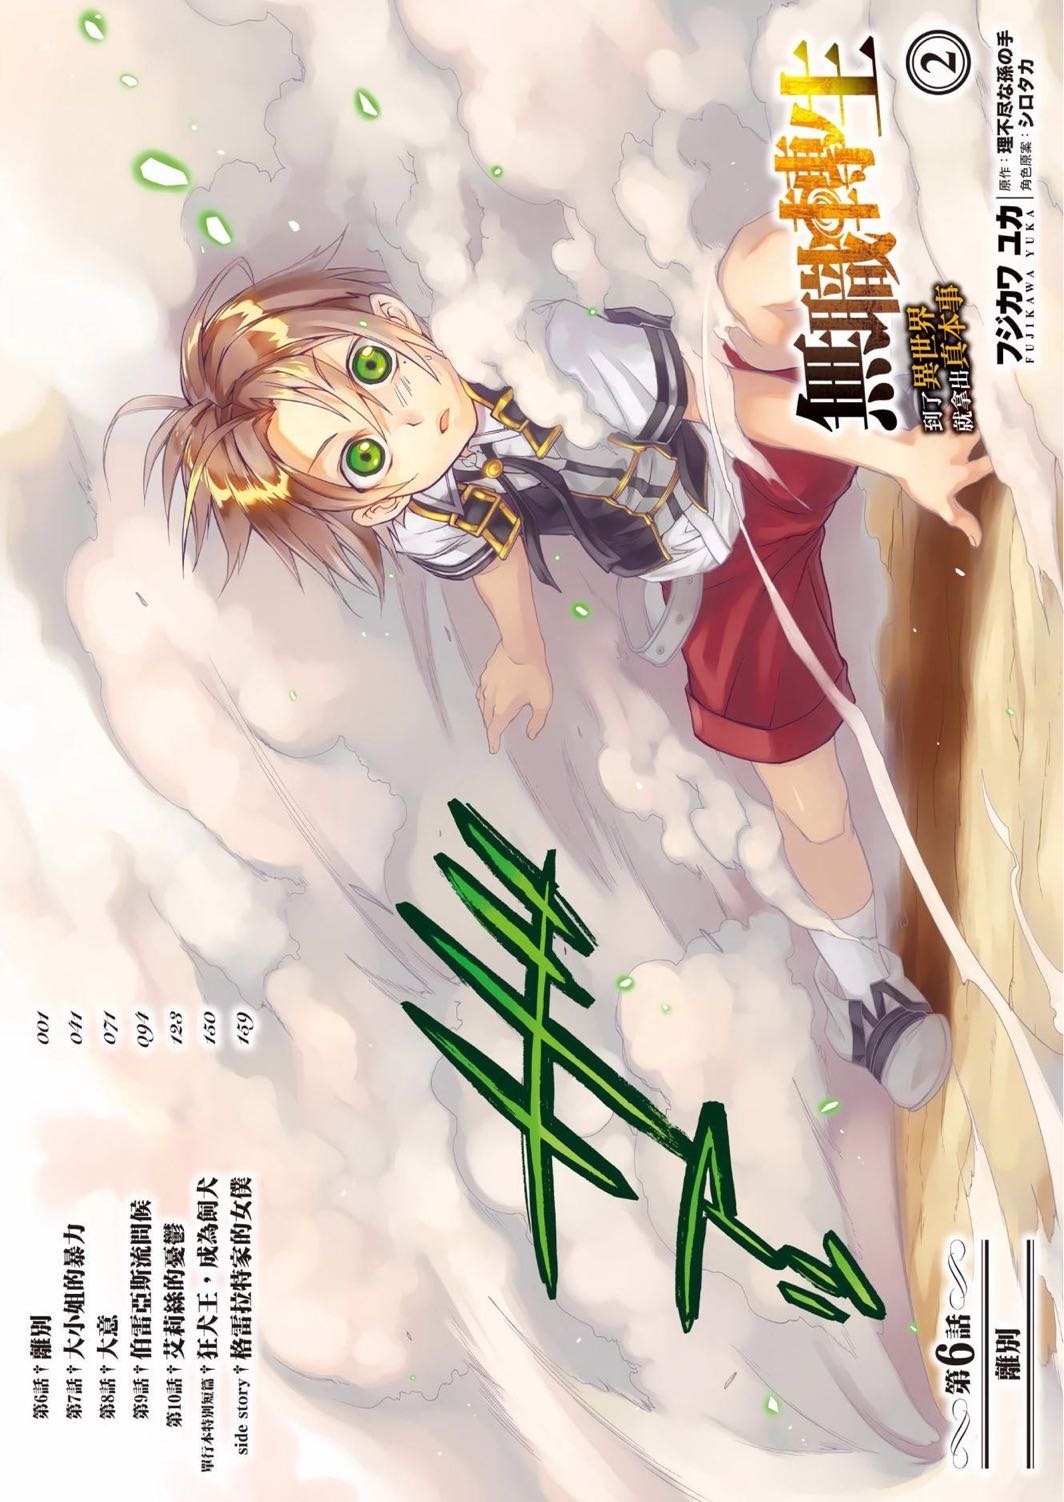 無職轉生
到了異世界
就拿出真本事
2
フジカワ ユカ
FUJIKAWA YUKA
原作：理不尽な孫の手
角色原案：シロタカ
第6話†離別 001
第7話†大小姐的暴力 041
第8話†大意 071
第9話†伯雷亞斯流問候 094
第10話†艾莉絲的憂鬱 123
單行本特別短篇†狂犬王，成為飼犬 150
side story†格雷拉特家的女僕 159
第6話
離別